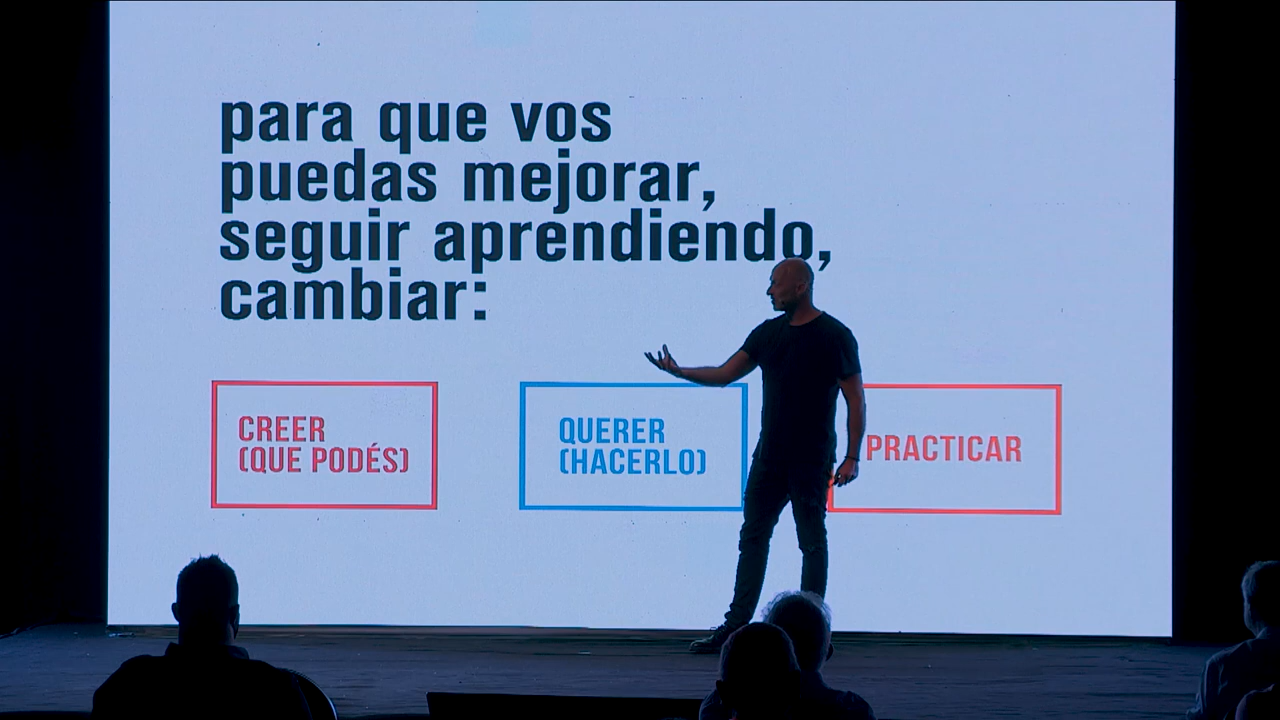 para que vos
puedas mejorar,
seguir aprendiendo,
cambiar:
CREER
(QUE PODÉS)
QUERER
(HACERLO)
PRACTICAR